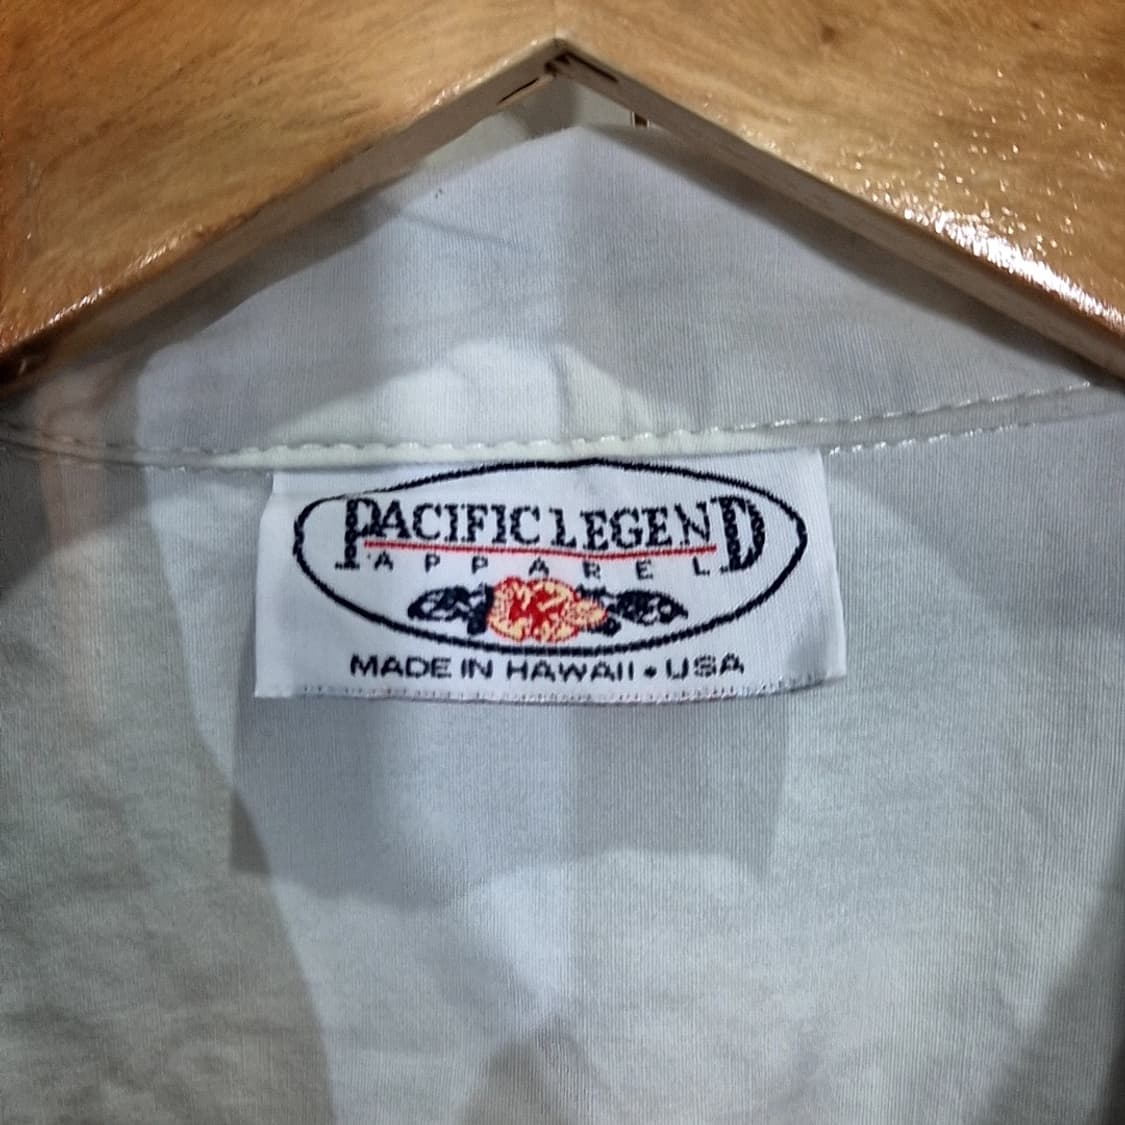 PACIFIC LEGEND
APPAREL
MADE IN HAWAII • USA